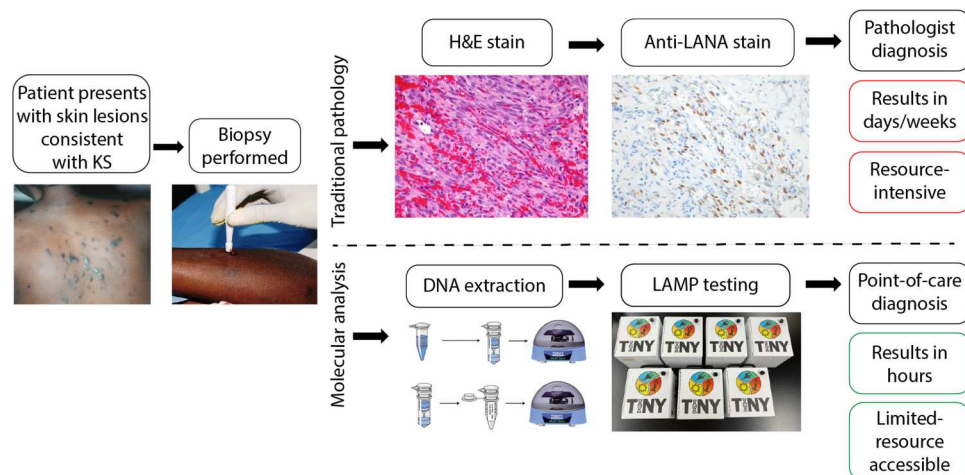 Patient presents
with skin lesions
consistent
with KS
Biopsy
performed
Traditional pathology
H&E stain
Anti-LANA stain
Pathologist
diagnosis
Results in
days/weeks
Resource-
intensive
Molecular analysis
DNA extraction
LAMP testing
Point-of-care
diagnosis
Results in
hours
Limited-
resource
accessible
TINY
TINY
TINY
TINY
TINY
TINY
TINY